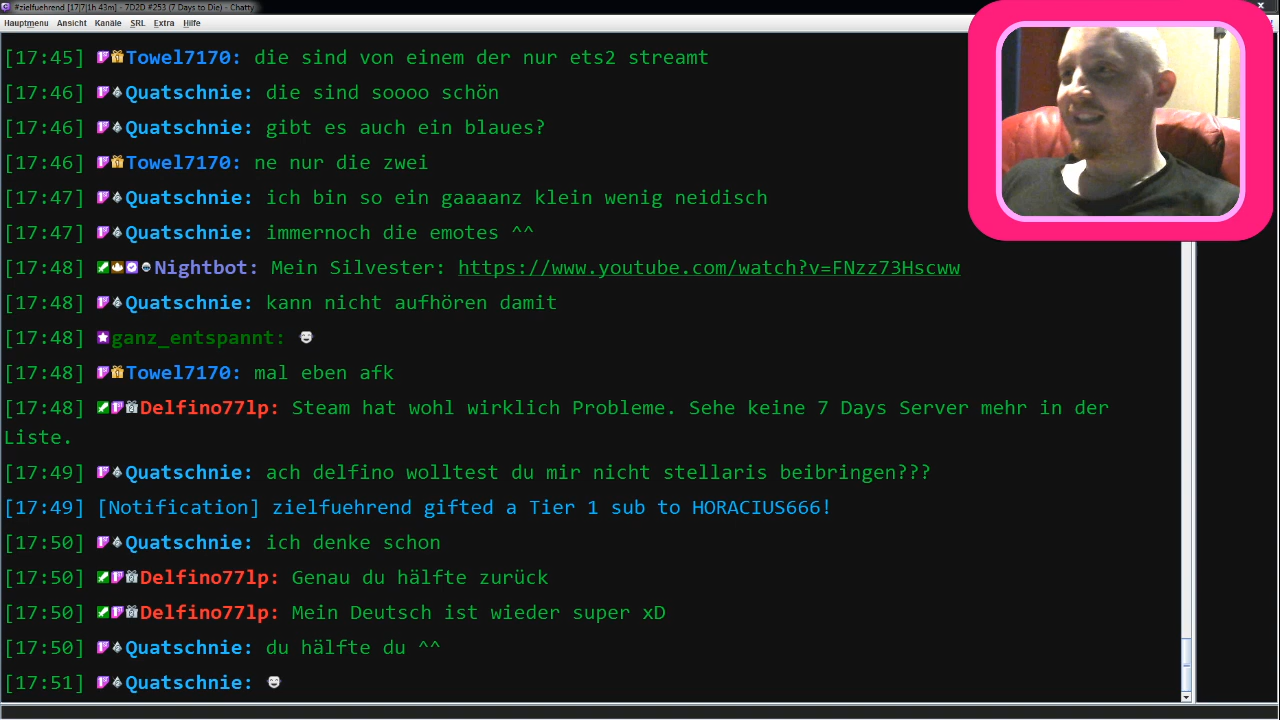 #zielfuehrend [17|7|1h 43m] - 7D2D #253 (7 Days to Die) - Chatty
Hauptmenu Ansicht Kanäle SRL Extra Hilfe
[17:45] Towel7170: die sind von einem der nur ets2 streamt
[17:46] Quatschnie: die sind soooo schön
[17:46] Quatschnie: gibt es auch ein blaues?
[17:46] Towel7170: ne nur die zwei
[17:47] Quatschnie: ich bin so ein gaaaanz klein wenig neidisch
[17:47] Quatschnie: immernoch die emotes ^^
[17:48] Nightbot: Mein Silvester: https://www.youtube.com/watch?v=FNzz73Hscww
[17:48] Quatschnie: kann nicht aufhören damit
[17:48] ganz_entspannt:
[17:48] Towel7170: mal eben afk
[17:48] Delfino77lp: Steam hat wohl wirklich Probleme. Sehe keine 7 Days Server mehr in der
Liste.
[17:49] Quatschnie: ach delfino wolltest du mir nicht stellaris beibringen???
[17:49] [Notification] zielfuehrend gifted a Tier 1 sub to HORACIUS666!
[17:50] Quatschnie: ich denke schon
[17:50] Delfino77lp: Genau du hälfte zurück
[17:50] Delfino77lp: Mein Deutsch ist wieder super xD
[17:50] Quatschnie: du hälfte du ^^
[17:51] Quatschnie: